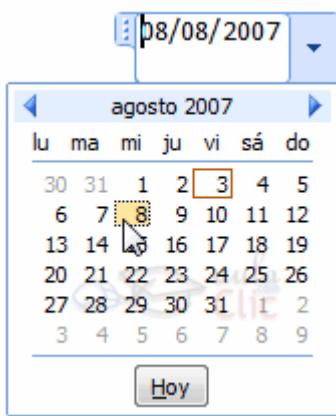 08/08/2007
agosto 2007
lu ma mi ju vi sá do
30 31 1 2 3 4 5
6 7 8 9 10 11 12
13 14 15 16 17 18 19
20 21 22 23 24 25 26
27 28 29 30 31 1 2
3 4 5 6 7 8 9
aula
Clic
Hoy